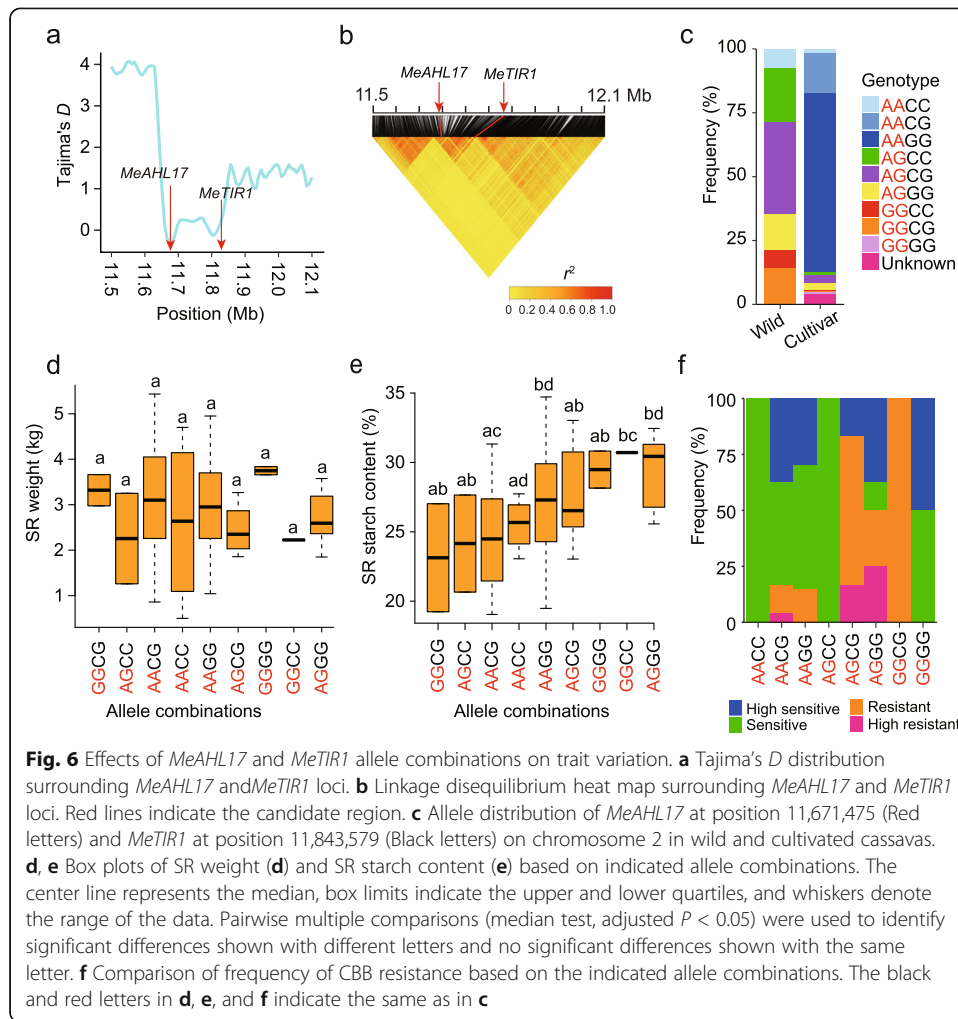 a
Tajima's D
4
3
2
1
0
MeAHL17
MeTIR1
11.5 11.6 11.7 11.8 11.9 12.0 12.1
Position (Mb)
b
MeAHL17 MeTIR1
11.5 12.1 Mb
r²
0 0.2 0.4 0.6 0.8 1.0
c
Frequency (%)
100
75
50
25
0
Wild Cultivar
Genotype
AACC
AACG
AAGG
AGCC
AGCG
AGGG
GGCC
GGCG
GGGG
Unknown
d
SR weight (kg)
5
4
3
2
1
a a a a a a a a a
GGCG AGCC AACG AACC AAGG AGCG GGGG GGCC AGGG
Allele combinations
e
SR starch content (%)
35
30
25
20
ab ab ac ad bd ab ab bc bd
GGCG AGCC AACG AACC AAGG AGCG GGGG GGCC AGGG
Allele combinations
f
Frequency (%)
100
75
50
25
0
AACC AACG AAGG AGCC AGCG AGGG GGCG GGGG
High sensitive Resistant
Sensitive High resistant
Fig. 6 Effects of MeAHL17 and MeTIR1 allele combinations on trait variation. a Tajima's D distribution
surrounding MeAHL17 andMeTIR1 loci. b Linkage disequilibrium heat map surrounding MeAHL17 and MeTIR1
loci. Red lines indicate the candidate region. c Allele distribution of MeAHL17 at position 11,671,475 (Red
letters) and MeTIR1 at position 11,843,579 (Black letters) on chromosome 2 in wild and cultivated cassavas.
d, e Box plots of SR weight (d) and SR starch content (e) based on indicated allele combinations. The
center line represents the median, box limits indicate the upper and lower quartiles, and whiskers denote
the range of the data. Pairwise multiple comparisons (median test, adjusted P < 0.05) were used to identify
significant differences shown with different letters and no significant differences shown with the same
letter. f Comparison of frequency of CBB resistance based on the indicated allele combinations. The black
and red letters in d, e, and f indicate the same as in c